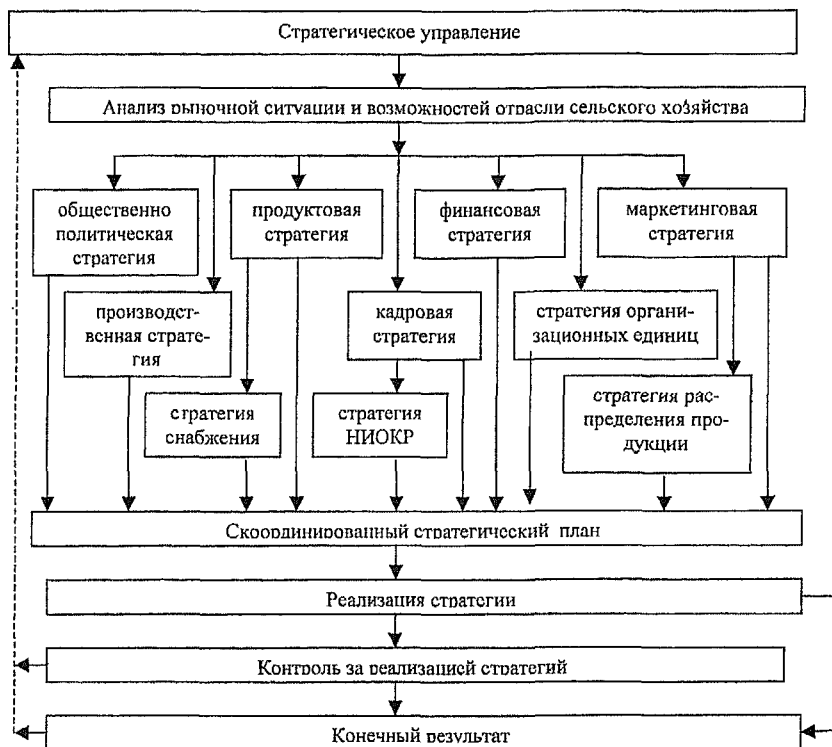 Стратегическое управление
Анализ рыночной ситуации и возможностей отрасли сельского хозяйства
общественно
политическая
стратегия
продуктовая
стратегия
финансовая
стратегия
маркетинговая
стратегия
производст-
венная страте-
гия
кадровая
стратегия
стратегия органи-
зационных единиц
стратегия
снабжения
стратегия
НИОКР
стратегия рас-
пределения про-
дукции
Скоординированный стратегический план
Реализация стратегии
Контроль за реализацией стратегий
Конечный результат